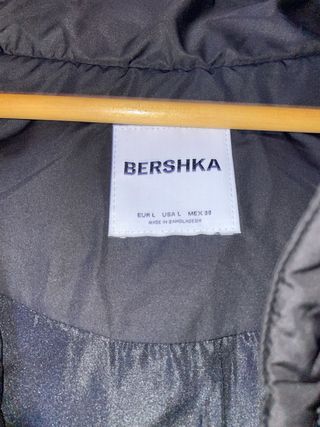 BERSHKA
EUR L USA L MEX 30
MADE IN BANGLADESH